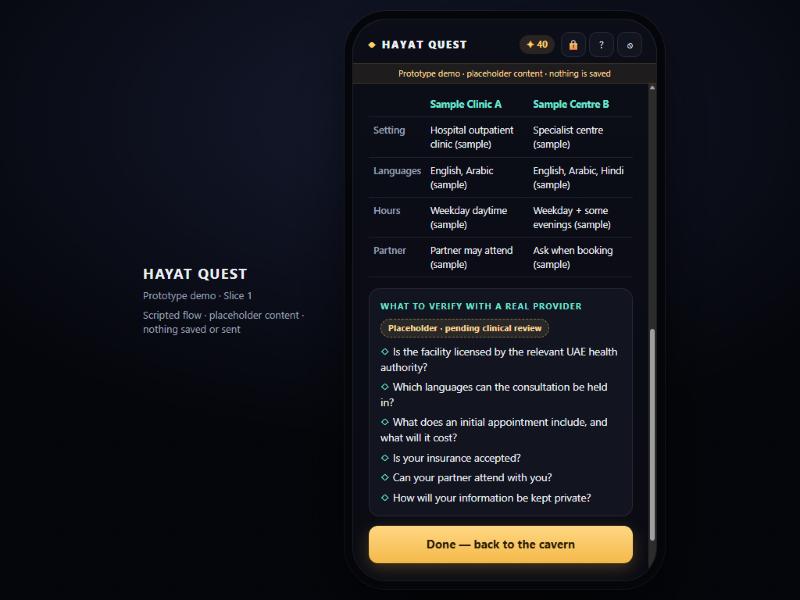 HAYAT QUEST
Prototype demo · Slice 1
Scripted flow · placeholder content ·
nothing saved or sent
HAYAT QUEST
✦ 40
?
Prototype demo · placeholder content · nothing is saved
Sample Clinic A Sample Centre B
Setting Hospital outpatient clinic (sample) Specialist centre (sample)
Languages English, Arabic (sample) English, Arabic, Hindi (sample)
Hours Weekday daytime (sample) Weekday + some evenings (sample)
Partner Partner may attend (sample) Ask when booking (sample)
WHAT TO VERIFY WITH A REAL PROVIDER
Placeholder · pending clinical review
◇ Is the facility licensed by the relevant UAE health
authority?
◇ Which languages can the consultation be held
in?
◇ What does an initial appointment include, and
what will it cost?
◇ Is your insurance accepted?
◇ Can your partner attend with you?
◇ How will your information be kept private?
Done — back to the cavern